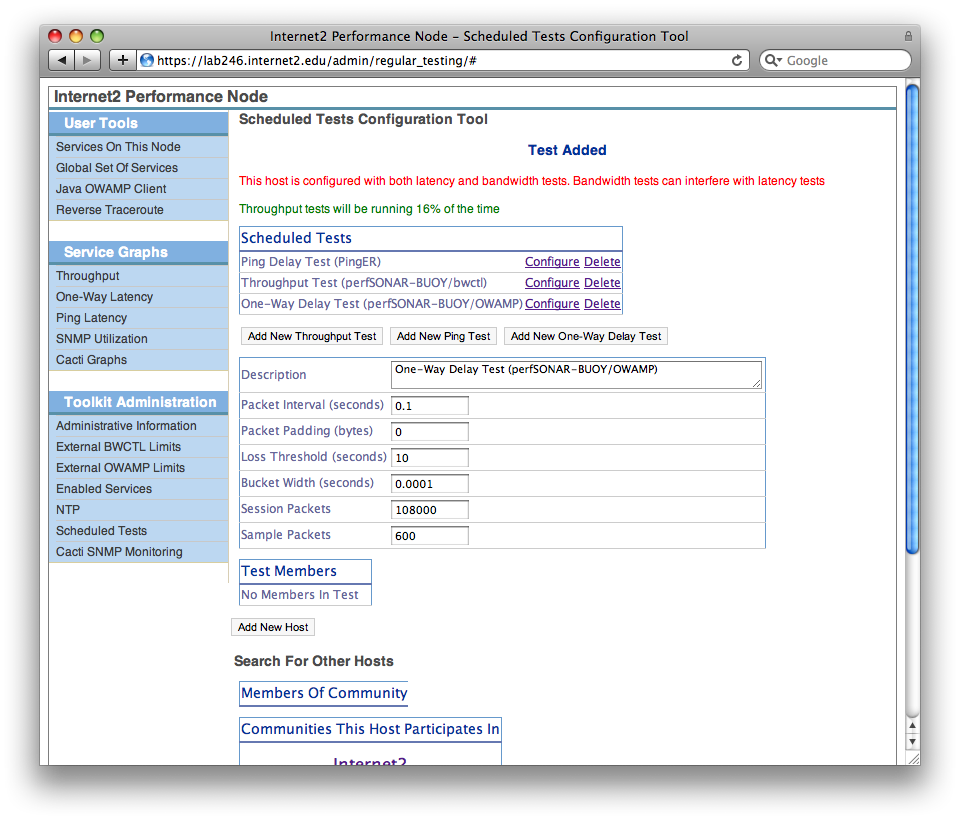 Internet2 Performance Node – Scheduled Tests Configuration Tool
https://lab246.internet2.edu/admin/regular_testing/#
Google
Internet2 Performance Node
User Tools
Services On This Node
Global Set Of Services
Java OWAMP Client
Reverse Traceroute
Service Graphs
Throughput
One-Way Latency
Ping Latency
SNMP Utilization
Cacti Graphs
Toolkit Administration
Administrative Information
External BWCTL Limits
External OWAMP Limits
Enabled Services
NTP
Scheduled Tests
Cacti SNMP Monitoring
Scheduled Tests Configuration Tool
Test Added
This host is configured with both latency and bandwidth tests. Bandwidth tests can interfere with latency tests
Throughput tests will be running 16% of the time
Scheduled Tests
Ping Delay Test (PingER) Configure Delete
Throughput Test (perfSONAR-BUOY/bwctl) Configure Delete
One-Way Delay Test (perfSONAR-BUOY/OWAMP) Configure Delete
Add New Throughput Test Add New Ping Test Add New One-Way Delay Test
Description One-Way Delay Test (perfSONAR-BUOY/OWAMP)
Packet Interval (seconds) 0.1
Packet Padding (bytes) 0
Loss Threshold (seconds) 10
Bucket Width (seconds) 0.0001
Session Packets 108000
Sample Packets 600
Test Members
No Members In Test
Add New Host
Search For Other Hosts
Members Of Community
Communities This Host Participates In
Internet2